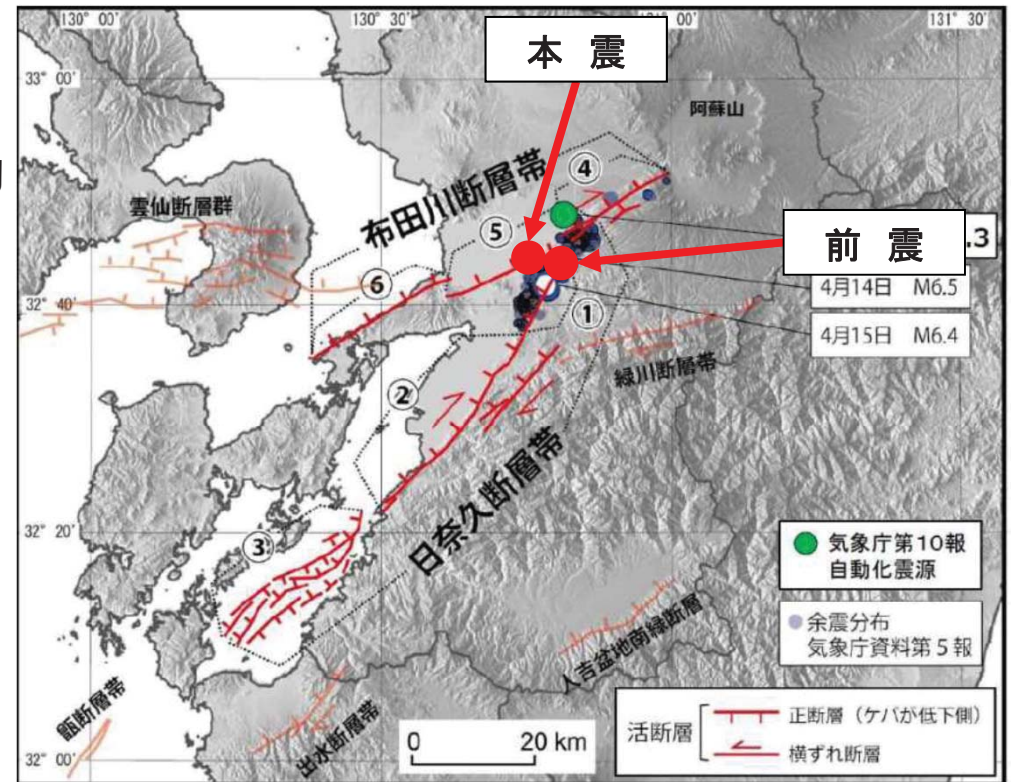 130° 00'
130° 30'
00'
131° 30'
本 震
33° 00'
阿蘇山
④
布田川断層帯
雲仙断層群
⑤
前 震
.3
⑥
4月14日 M6.5
32° 40'
①
4月15日 M6.4
緑川断層帯
②
日奈久断層帯
32° 20'
③
気象庁第10報
自動化震源
余震分布
気象庁資料第5報
人吉盆地南縁断層
甑断層帯
出水断層帯
活断層
正断層(ケバが低下側)
横ずれ断層
0 20 km
32° 00'